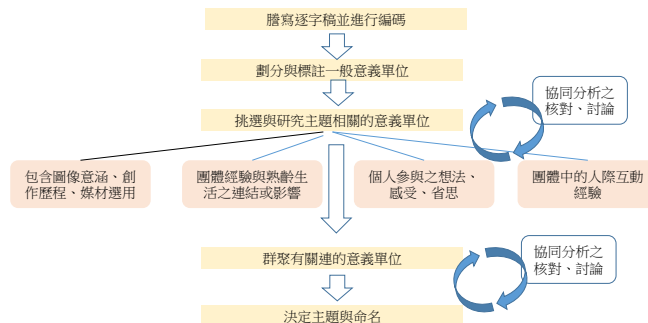 謄寫逐字稿並進行編碼
劃分與標註一般意義單位
挑選與研究主題相關的意義單位
協同分析之
核對、討論
包含圖像意涵、創
作歷程、媒材選用
團體經驗與熟齡生
活之連結或影響
個人參與之想法、
感受、省思
團體中的人際互動
經驗
群聚有關連的意義單位
協同分析之
核對、討論
決定主題與命名